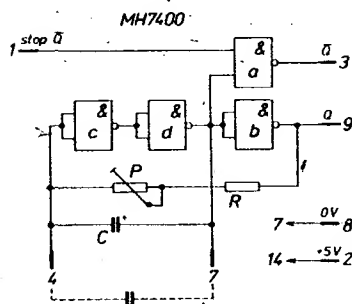 MH7400
1 stop Q̅ & Q̅ 3
a
& & & Q 9
c d b
P
R
C + 0V
7 8
+5V
14 2
4 7